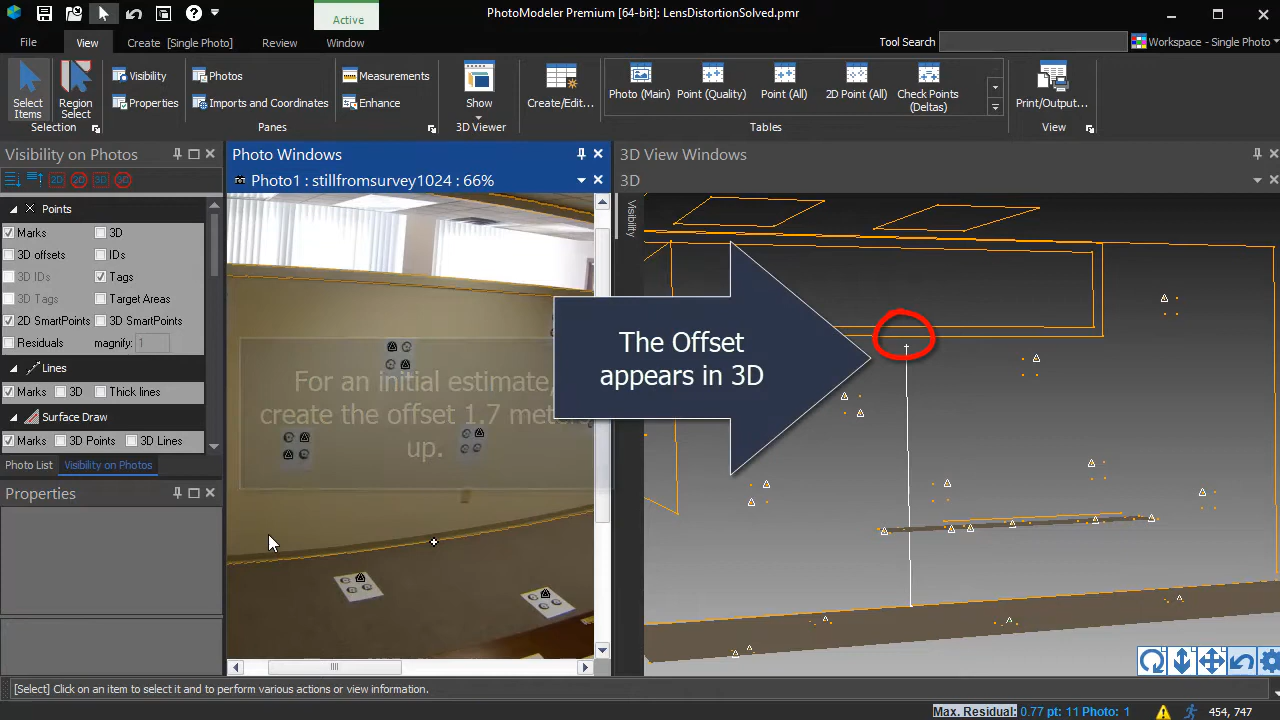 PhotoModeler Premium [64-bit]: LensDistortionSolved.pmr
Active
File
View
Create [Single Photo]
Review
Window
Tool Search
Workspace - Single Photo
Select
Items
Region
Select
Selection
Visibility
Properties
Photos
Imports and Coordinates
Panes
Measurements
Enhance
Show
3D Viewer
Create/Edit...
Photo (Main)
Point (Quality)
Point (All)
2D Point (All)
Check Points
(Deltas)
Tables
Print/Output...
View
Visibility on Photos
2D
2D
3D
3D
Points
Marks
3D
3D offsets
IDs
3D IDs
Tags
3D Tags
Target Areas
2D SmartPoints
3D SmartPoints
Residuals
magnify:
1
Lines
Marks
3D
Thick lines
Surface Draw
Marks
3D Points
3D Lines
Photo List
Visibility on Photos
Properties
Photo Windows
Photo1 : stillfromsurvey1024 : 66%
For an initial estimate,
create the offset 1.7 meters
up.
The Offset
appears in 3D
3D View Windows
3D
Visibility
[Select] Click on an item to select it and to perform various actions or view information.
Max. Residual: 0.77 pt: 11 Photo: 1
454, 747